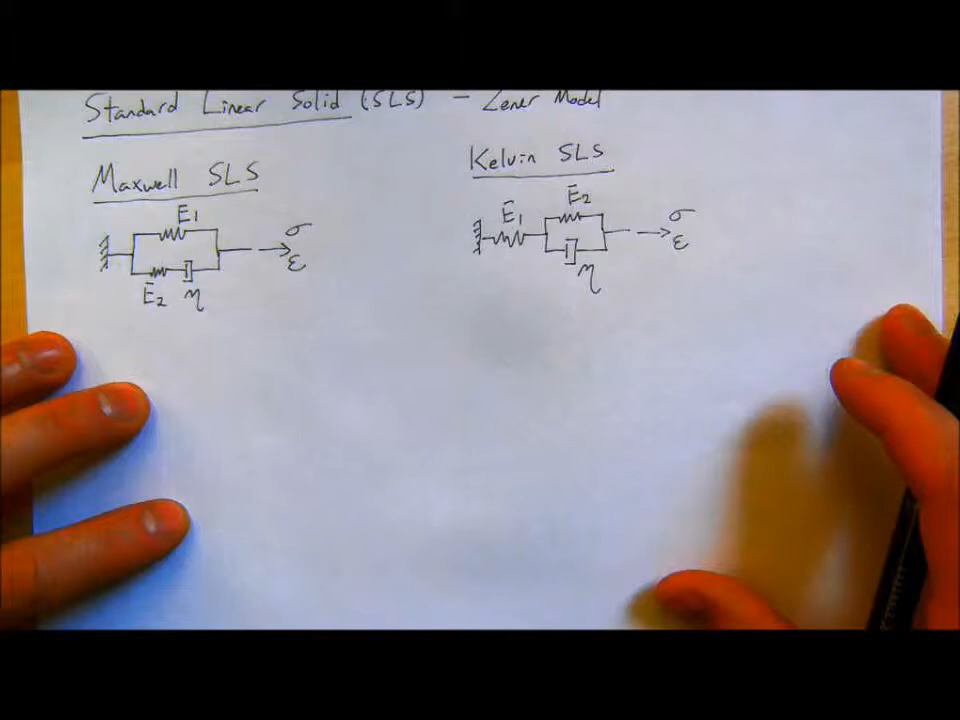 Standard Linear Solid (SLS) - Zener Model
Maxwell SLS
E₁
σ
ε
E₂ η
Kelvin SLS
E₂
E₁
σ
ε
η